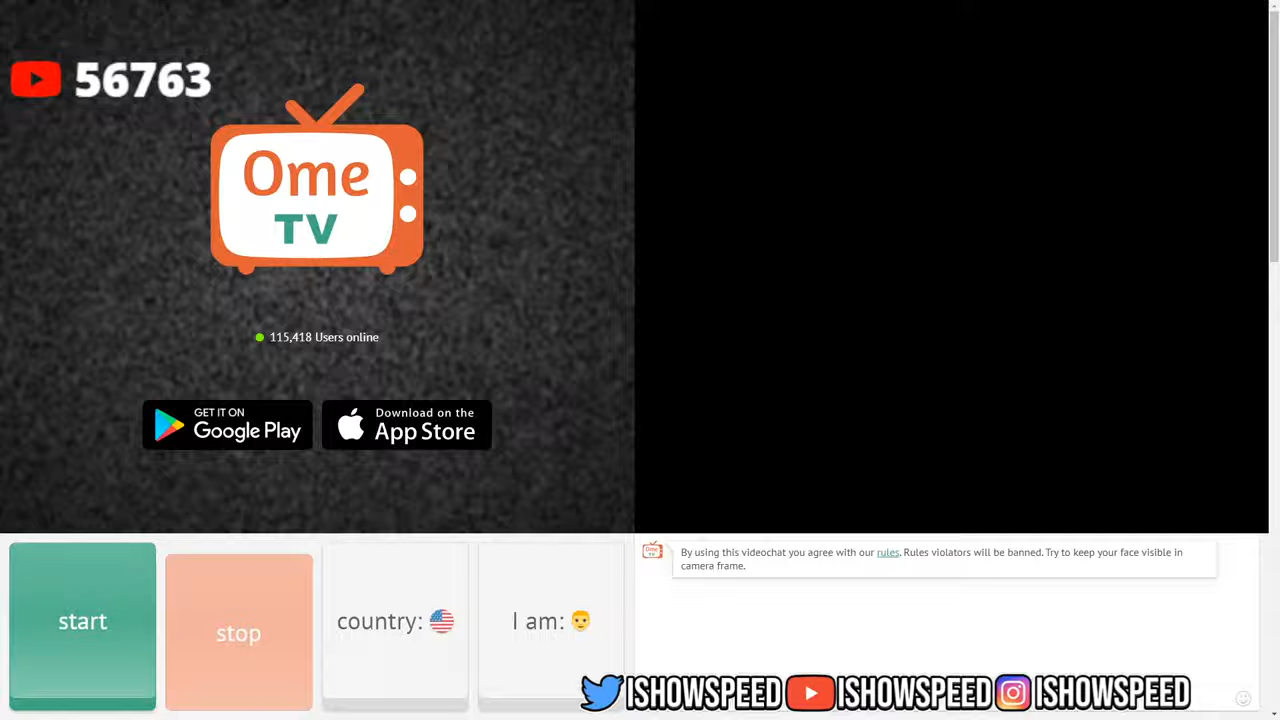 56763
Ome
TV
115,418 Users online
GET IT ON
Google Play
Download on the
App Store
start
stop
country:
I am:
Ome
TV
By using this videochat you agree with our rules. Rules violators will be banned. Try to keep your face visible in
camera frame.
ISHOWSPEED ISHOWSPEED ISHOWSPEED